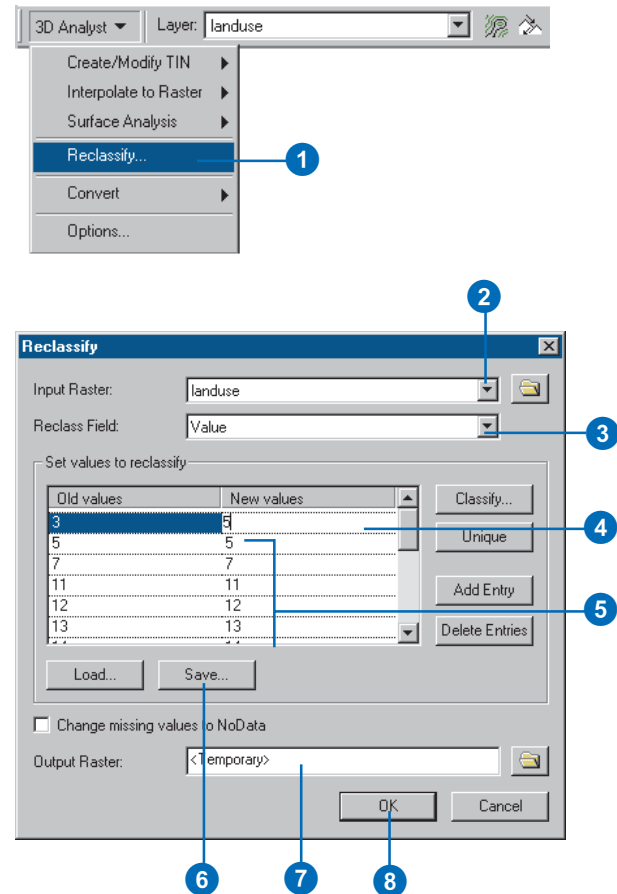 3D Analyst Layer: landuse
Create/Modify TIN
Interpolate to Raster
Surface Analysis
Reclassify... 1
Convert
Options...
2
Reclassify
Input Raster: landuse
Reclass Field: Value 3
Set values to reclassify
Old values New values Classify...
3 5 4
5 5 Unique
7 7
11 11 Add Entry
12 12 5
13 13 Delete Entries
Load... Save...
Change missing values to NoData
Output Raster: <Temporary>
OK Cancel
6 7 8